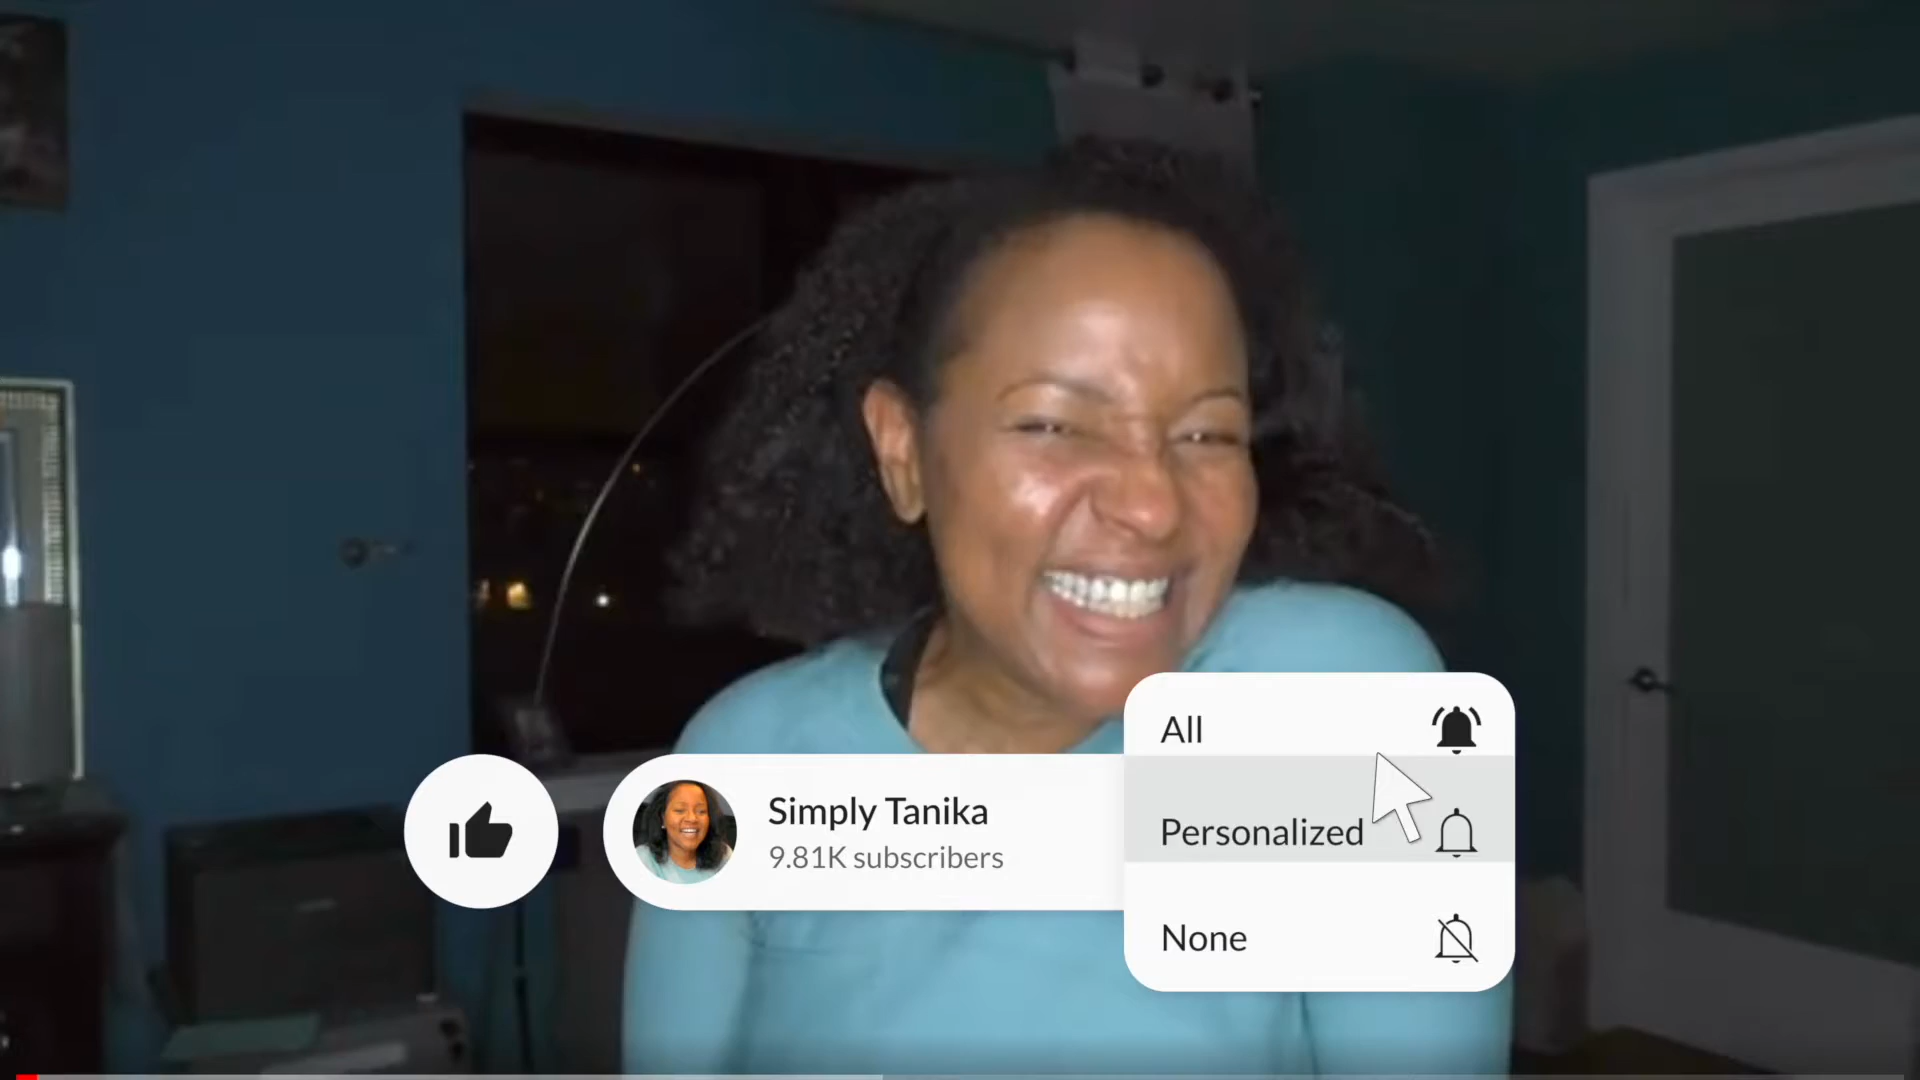 Simply Tanika
9.81K subscribers
All
Personalized
None